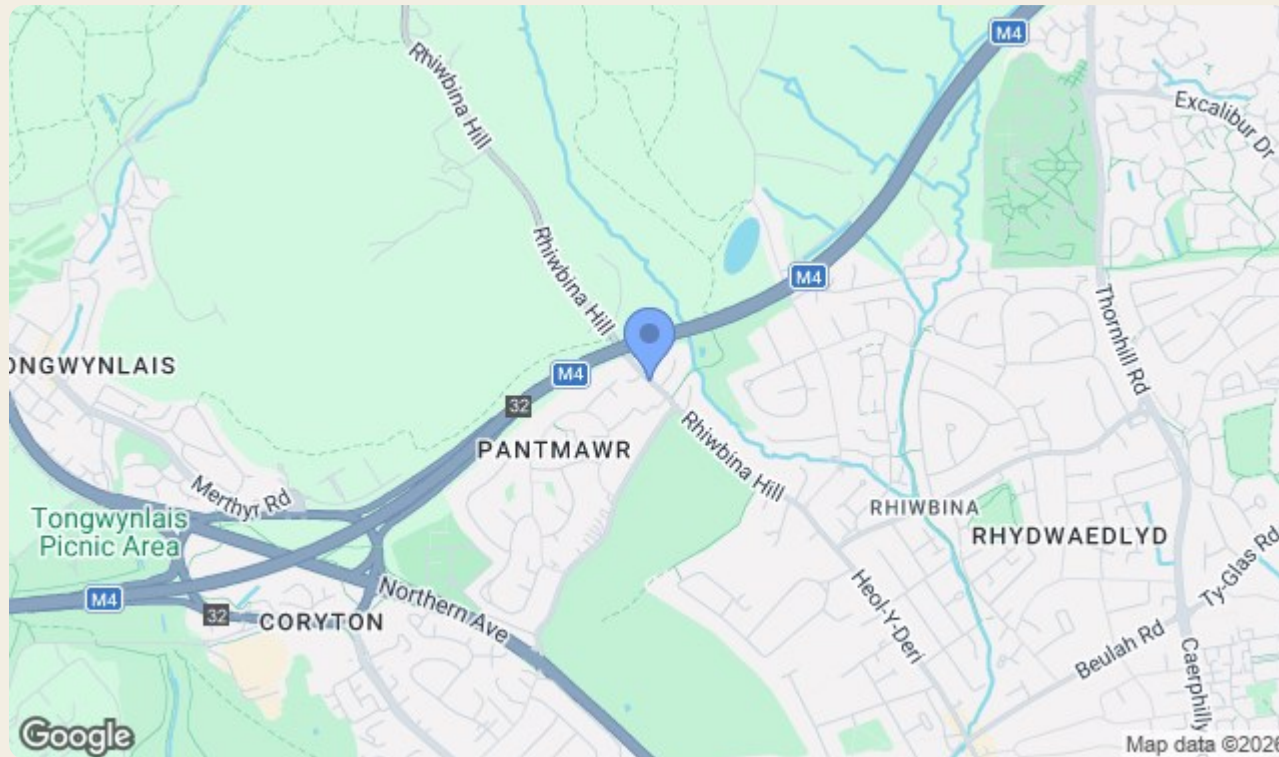 M4
Rhiwbina Hill
Excalibur Dr
Rhiwbina Hill
M4
Thornhill Rd
ONGWYNLAIS
M4
32
PANTMAWR
Rhiwbina Hill
Merthyr Rd
RHIWBINA
Tongwynlais
Picnic Area
RHYDWAEDLYD
M4
32
Northern Ave
CORYTON
Heol-Y-Deri
Ty-Glas Rd
Beulah Rd
Caerphilly
Google
Map data ©2026